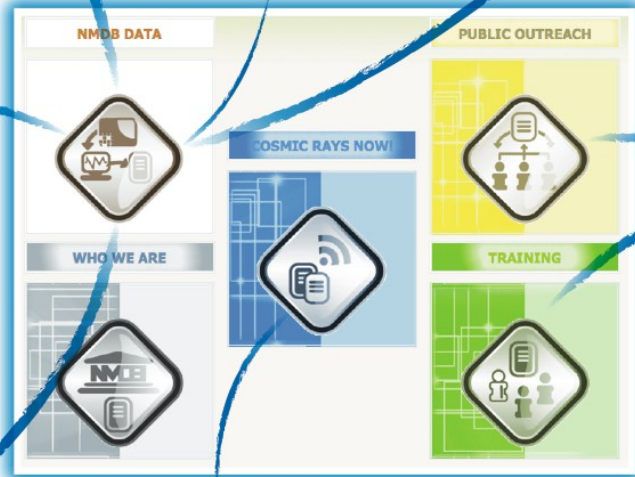 NMDB DATA
PUBLIC OUTREACH
COSMIC RAYS NOW!
WHO WE ARE
TRAINING
NMDB